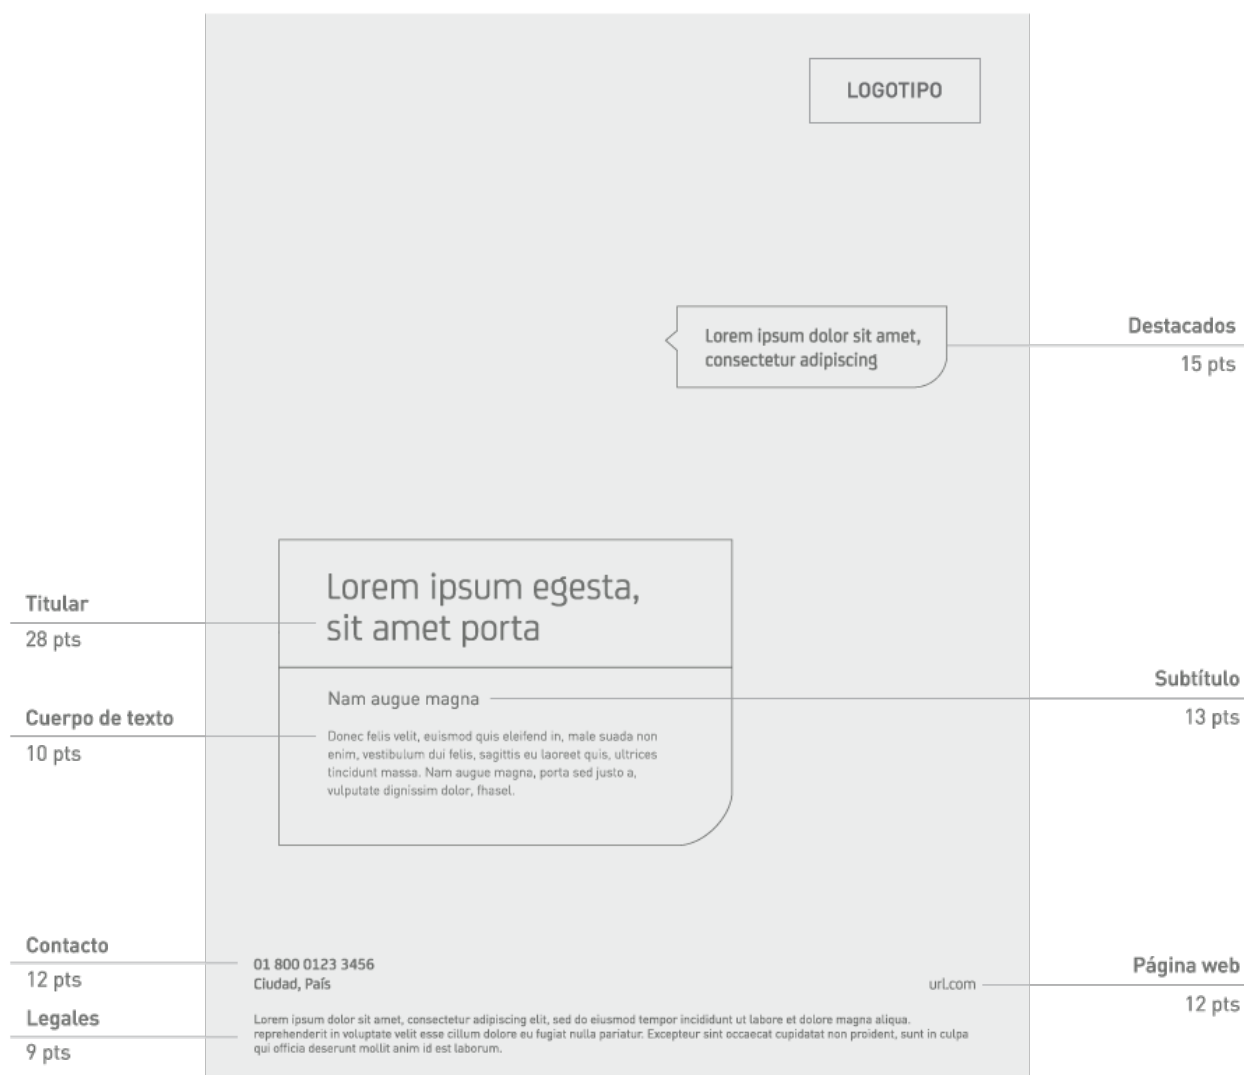 LOGOTIPO
Destacados
15 pts
Lorem ipsum dolor sit amet,
consectetur adipiscing
Titular
28 pts
Lorem ipsum egesta,
sit amet porta
Subtítulo
13 pts
Nam augue magna
Cuerpo de texto
10 pts
Donec felis velit, euismod quis eleifend in, male suada non
enim, vestibulum dui felis, sagittis eu laoreet quis, ultrices
tincidunt massa. Nam augue magna, porta sed justo a,
vulputate dignissim dolor, fhasel.
Contacto
12 pts
01 800 0123 3456
Ciudad, País
Página web
12 pts
url.com
Legales
9 pts
Lorem ipsum dolor sit amet, consectetur adipiscing elit, sed do eiusmod tempor incididunt ut labore et dolore magna aliqua.
reprehenderit in voluptate velit esse cillum dolore eu fugiat nulla pariatur. Excepteur sint occaecat cupidatat non proident, sunt in culpa
qui officia deserunt mollit anim id est laborum.